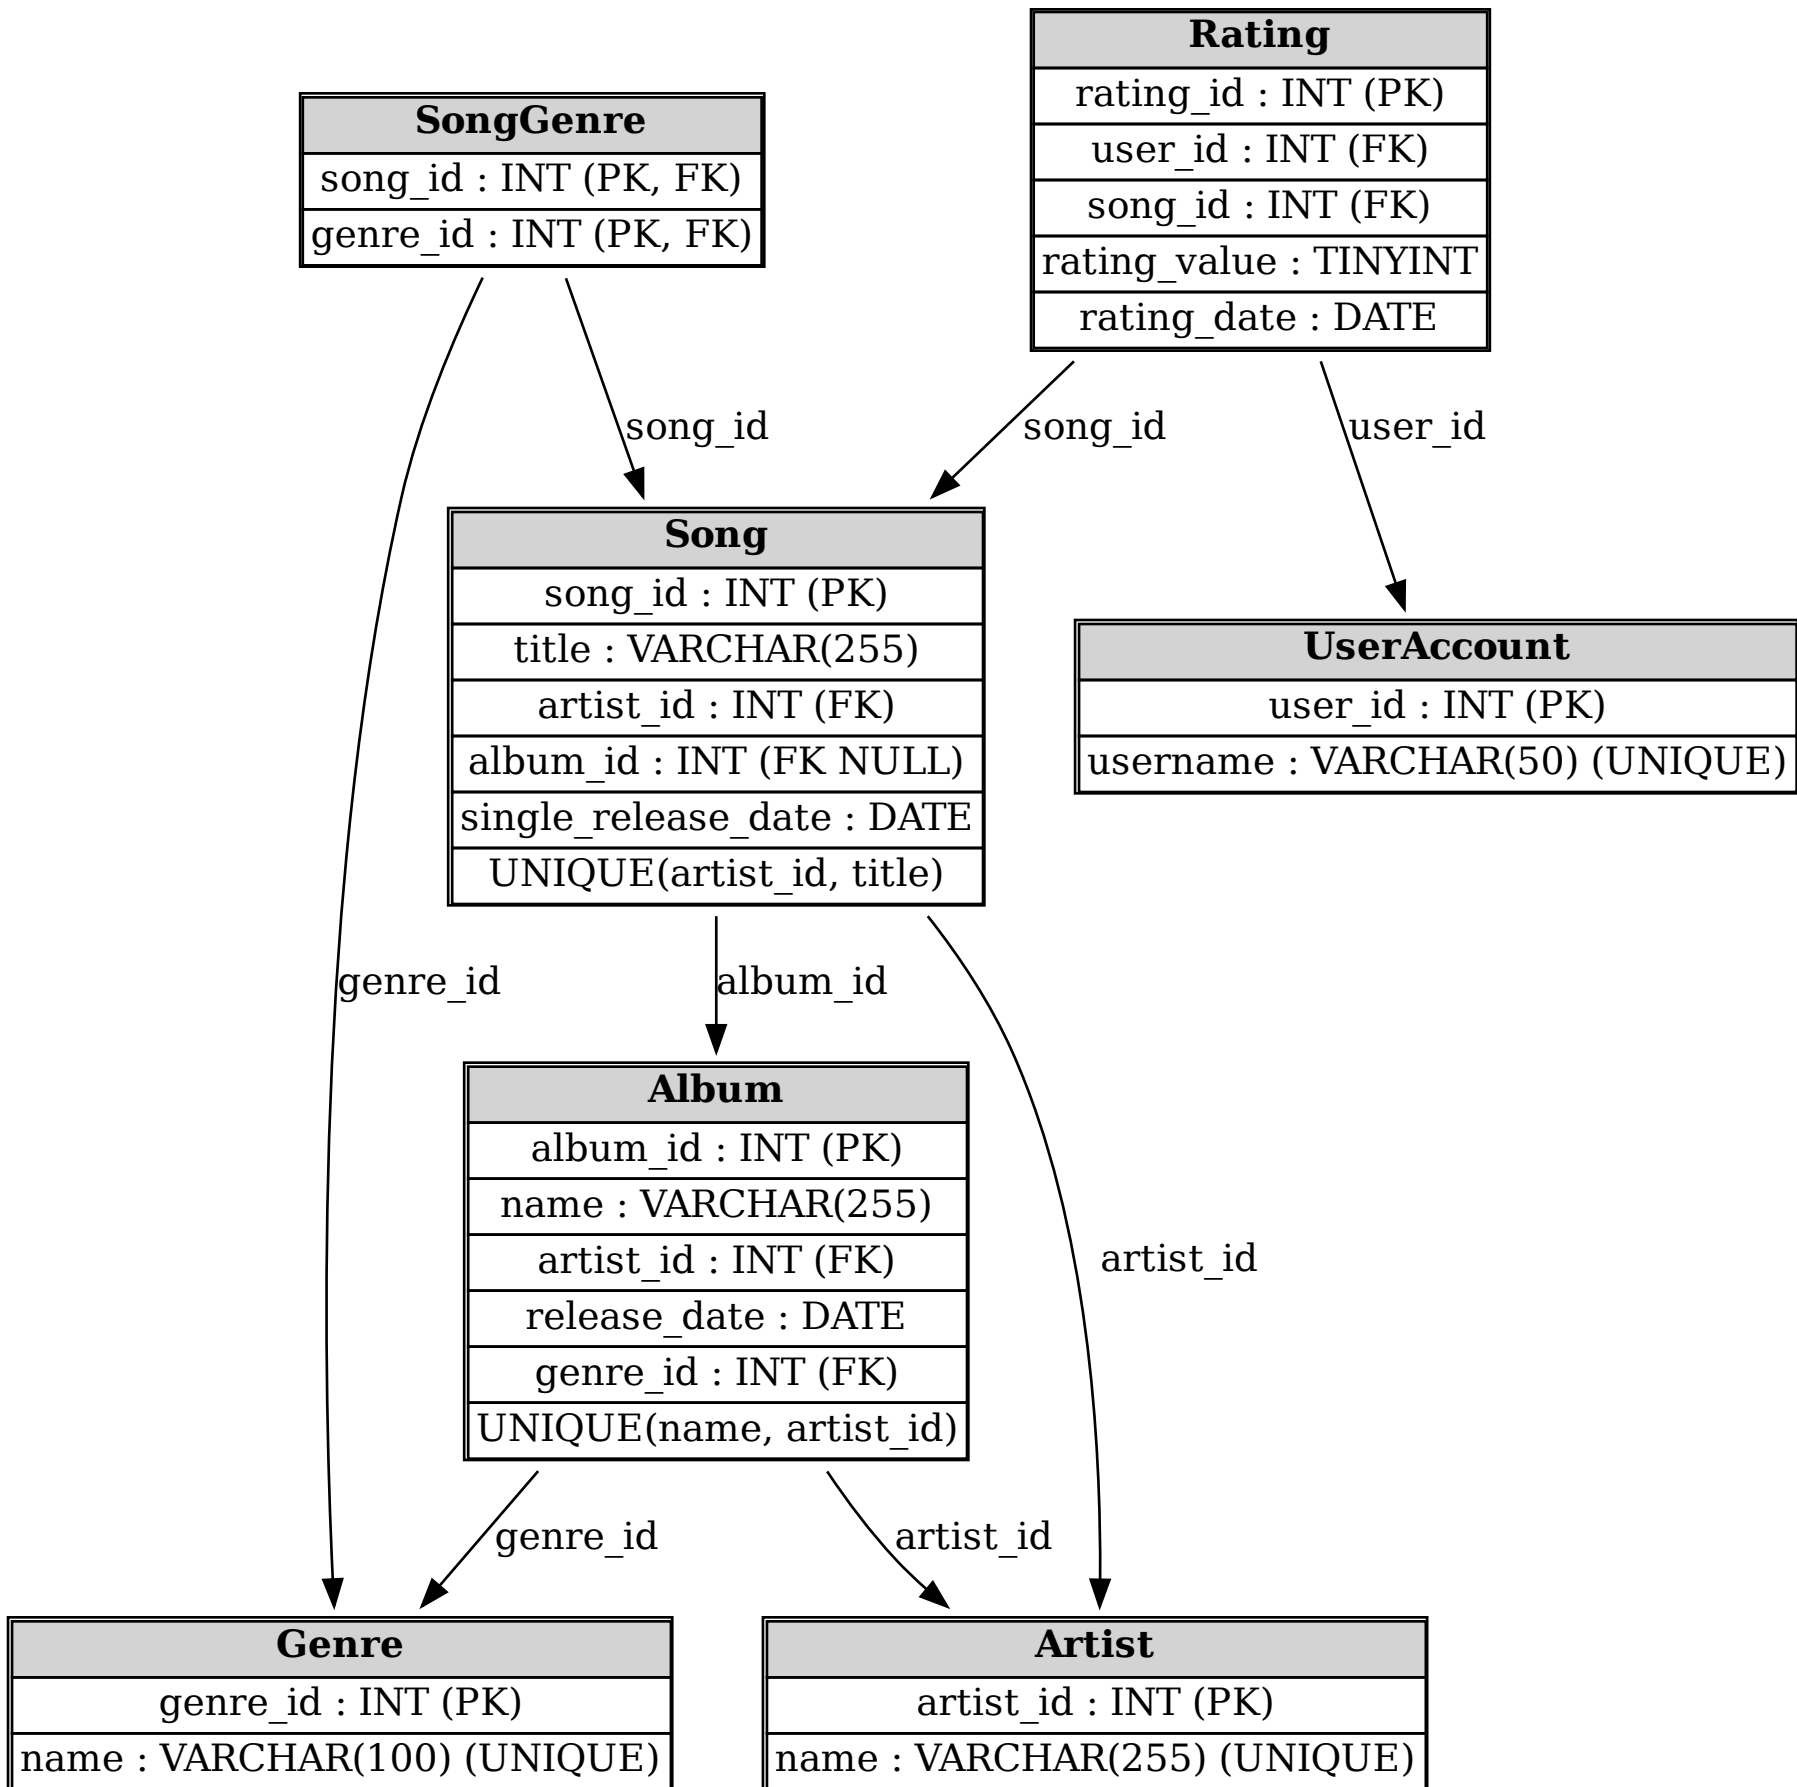 Rating
rating_id : INT (PK)
user_id : INT (FK)
song_id : INT (FK)
rating_value : TINYINT
rating_date : DATE
SongGenre
song_id : INT (PK, FK)
genre_id : INT (PK, FK)
song_id
song_id
user_id
Song
song_id : INT (PK)
title : VARCHAR(255)
artist_id : INT (FK)
album_id : INT (FK NULL)
single_release_date : DATE
UNIQUE(artist_id, title)
UserAccount
user_id : INT (PK)
username : VARCHAR(50) (UNIQUE)
genre_id
album_id
artist_id
Album
album_id : INT (PK)
name : VARCHAR(255)
artist_id : INT (FK)
release_date : DATE
genre_id : INT (FK)
UNIQUE(name, artist_id)
genre_id
artist_id
Genre
genre_id : INT (PK)
name : VARCHAR(100) (UNIQUE)
Artist
artist_id : INT (PK)
name : VARCHAR(255) (UNIQUE)